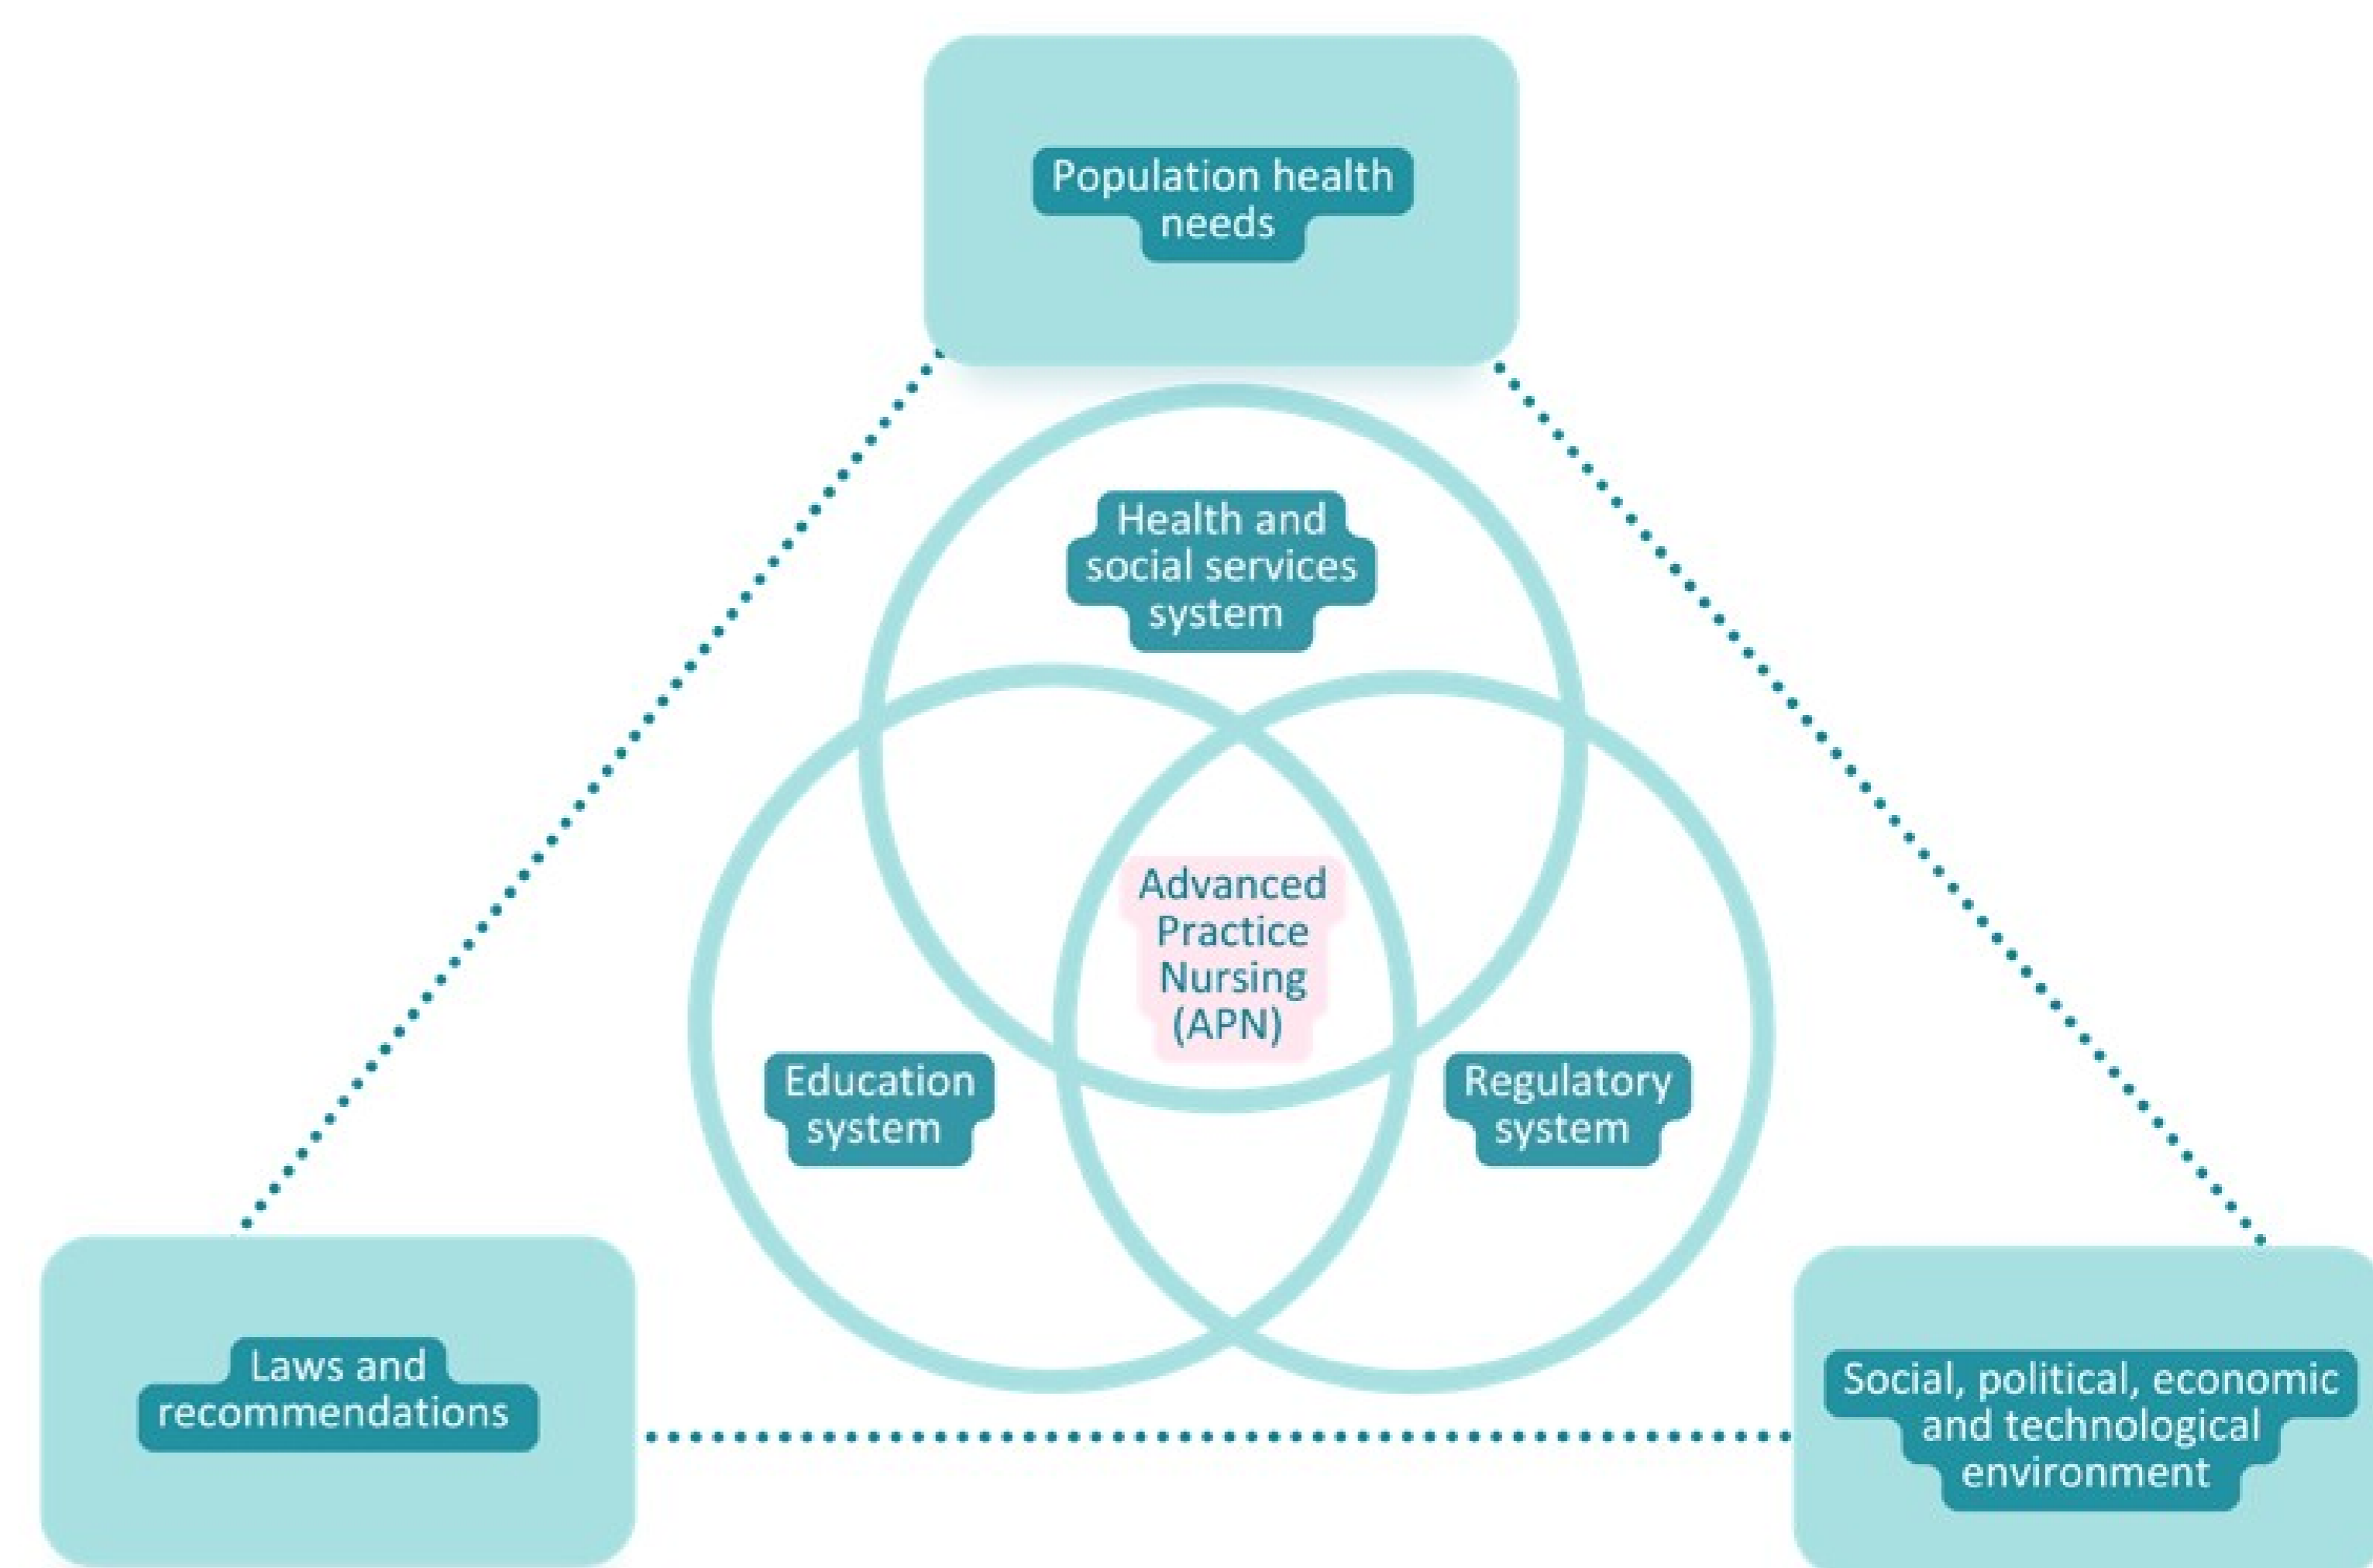 Population health
needs
Health and
social services
system
Advanced
Practice
Nursing
(APN)
Education
system
Regulatory
system
Laws and
recommendations
Social, political, economic
and technological
environment